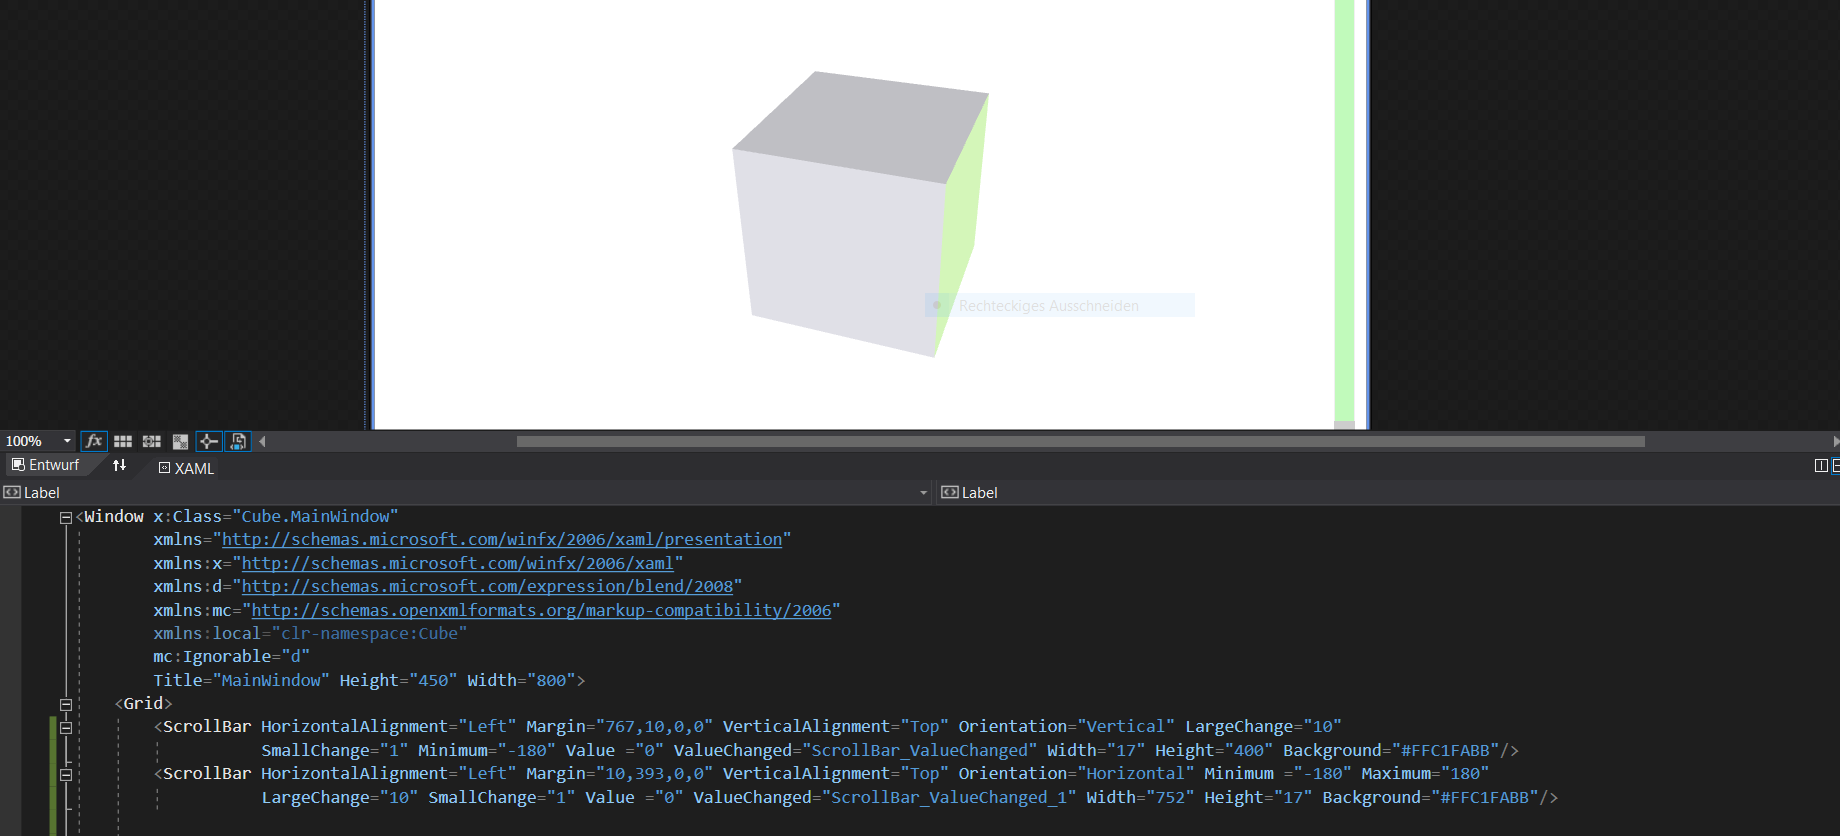 Rechteckiges Ausschneiden
100%
fx
Entwurf
XAML
Label
Label
<Window x:Class="Cube.MainWindow"
xmlns="http://schemas.microsoft.com/winfx/2006/xaml/presentation"
xmlns:x="http://schemas.microsoft.com/winfx/2006/xaml"
xmlns:d="http://schemas.microsoft.com/expression/blend/2008"
xmlns:mc="http://schemas.openxmlformats.org/markup-compatibility/2006"
xmlns:local="clr-namespace:Cube"
mc:Ignorable="d"
Title="MainWindow" Height="450" Width="800">
<Grid>
<ScrollBar HorizontalAlignment="Left" Margin="767,10,0,0" VerticalAlignment="Top" Orientation="Vertical" LargeChange="10"
SmallChange="1" Minimum="-180" Value ="0" ValueChanged="ScrollBar_ValueChanged" Width="17" Height="400" Background="#FFC1FABB"/>
<ScrollBar HorizontalAlignment="Left" Margin="10,393,0,0" VerticalAlignment="Top" Orientation="Horizontal" Minimum ="-180" Maximum="180"
LargeChange="10" SmallChange="1" Value ="0" ValueChanged="ScrollBar_ValueChanged_1" Width="752" Height="17" Background="#FFC1FABB"/>